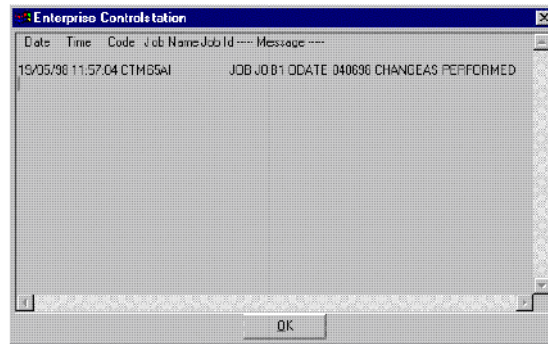 Enterprise Controlstation
Date Time Code Job Name Job Id ---- Message ----
19/05/98 11:57:04 CTM65AI JOB JOB1 ODATE 040698 CHANGEAS PERFORMED
OK